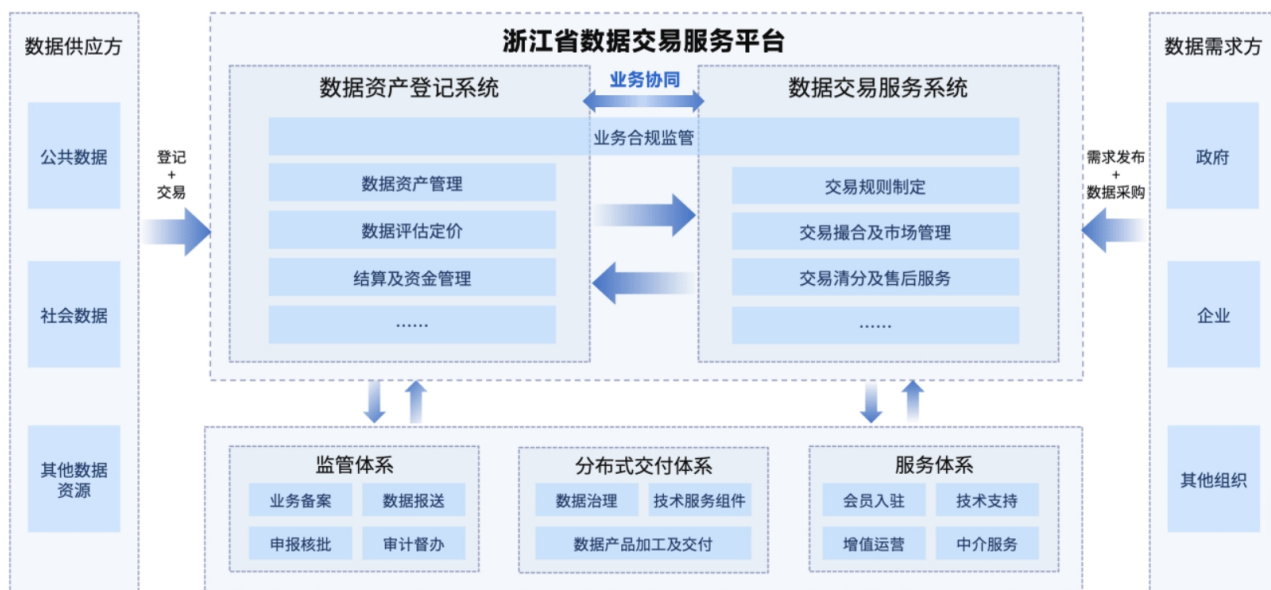 数据供应方
公共数据
社会数据
其他数据
资源
登记
+
交易
浙江省数据交易服务平台
数据资产登记系统
业务协同
数据交易服务系统
业务合规监管
数据资产管理
数据评估定价
结算及资金管理
......
交易规则制定
交易撮合及市场管理
交易清分及售后服务
......
需求发布
+
数据采购
数据需求方
政府
企业
其他组织
监管体系
业务备案
数据报送
申报核批
审计督办
分布式交付体系
数据治理
技术服务组件
数据产品加工及交付
服务体系
会员入驻
技术支持
增值运营
中介服务